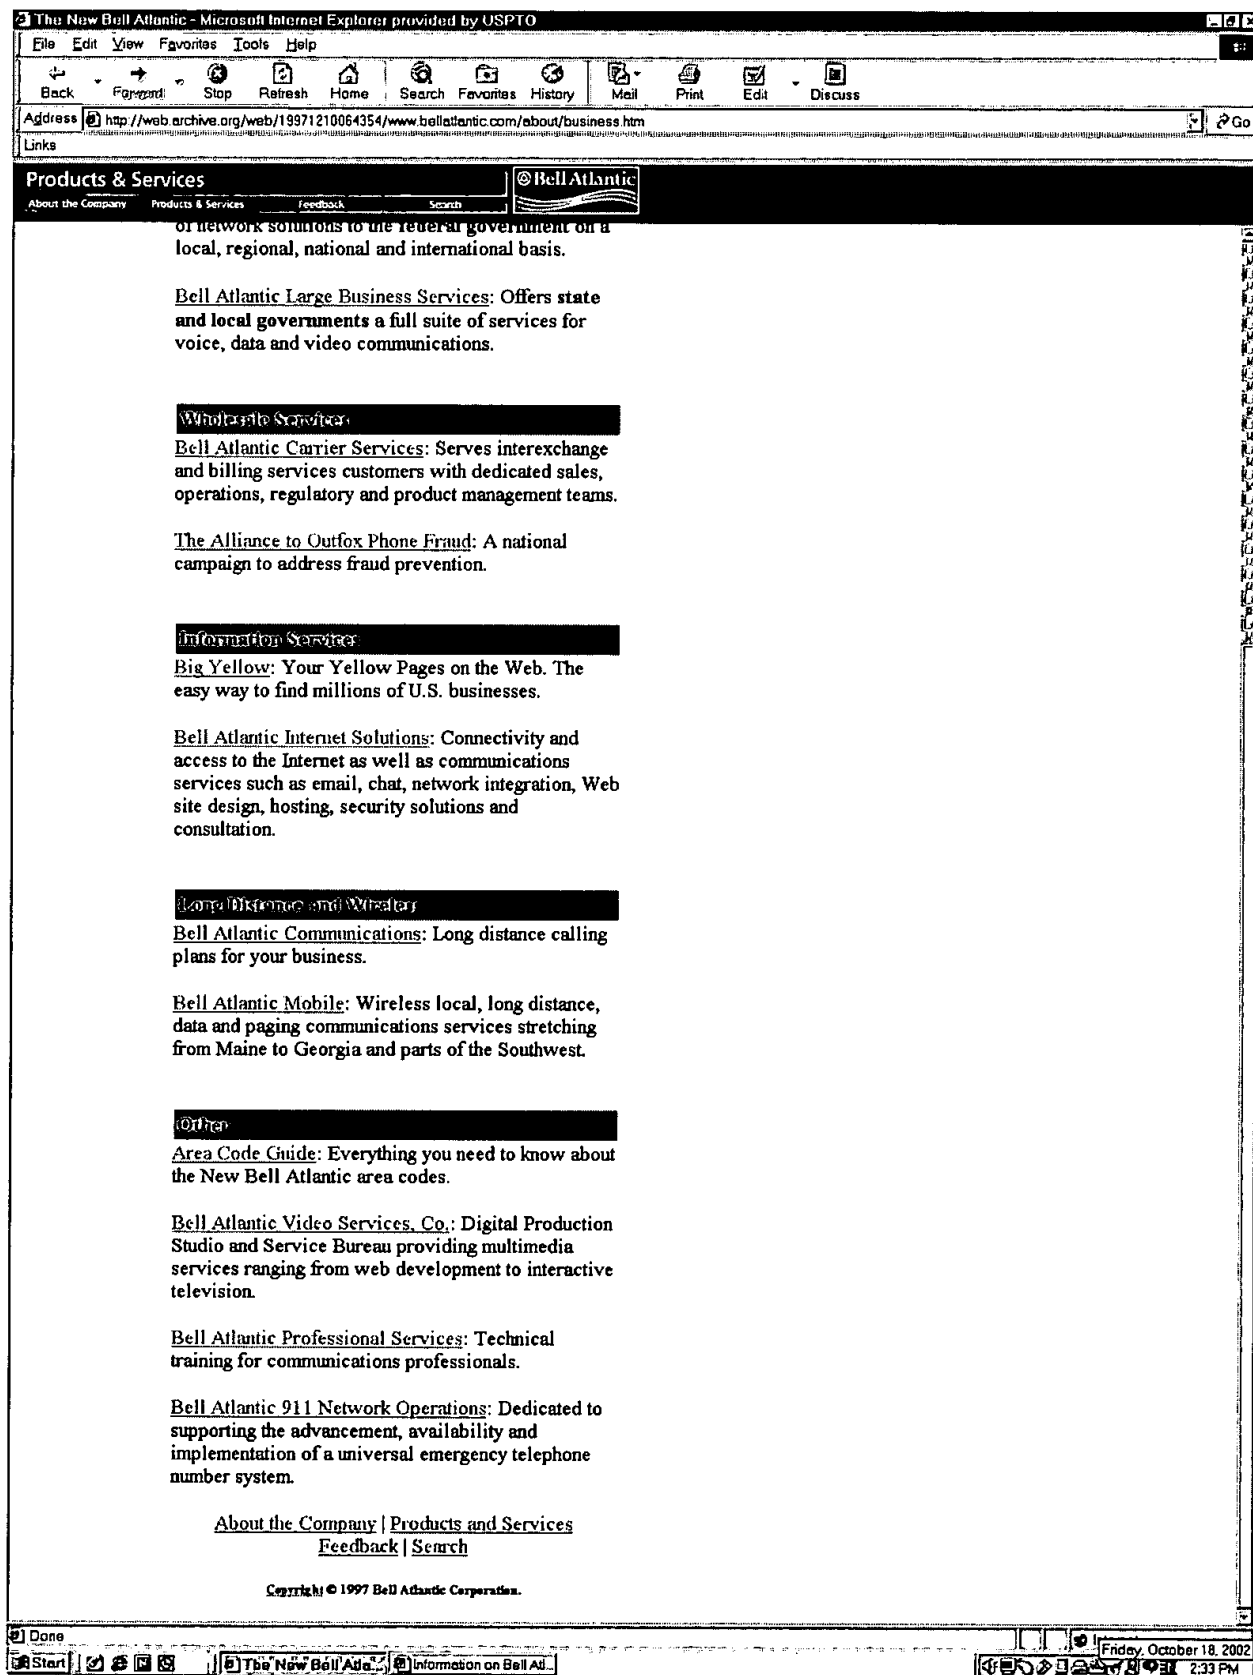 The New Bell Atlantic - Microsoft Internet Explorer provided by USPTO
File Edit View Favorites Tools Help
Back Forward Stop Refresh Home Search Favorites History Mail Print Edit Discuss
Address http://web.archive.org/web/19971210064354/www.bellatlantic.com/about/business.htm Go
Links
Products & Services Bell Atlantic
About the Company Products & Services Feedback Search
of network solutions to the federal government on a
local, regional, national and international basis.
Bell Atlantic Large Business Services: Offers state
and local governments a full suite of services for
voice, data and video communications.
Wholesale Services
Bell Atlantic Carrier Services: Serves interexchange
and billing services customers with dedicated sales,
operations, regulatory and product management teams.
The Alliance to Outfox Phone Fraud: A national
campaign to address fraud prevention.
Information Services
Big Yellow: Your Yellow Pages on the Web. The
easy way to find millions of U.S. businesses.
Bell Atlantic Internet Solutions: Connectivity and
access to the Internet as well as communications
services such as email, chat, network integration, Web
site design, hosting, security solutions and
consultation.
Long Distance and Wireless
Bell Atlantic Communications: Long distance calling
plans for your business.
Bell Atlantic Mobile: Wireless local, long distance,
data and paging communications services stretching
from Maine to Georgia and parts of the Southwest.
Other
Area Code Guide: Everything you need to know about
the New Bell Atlantic area codes.
Bell Atlantic Video Services, Co.: Digital Production
Studio and Service Bureau providing multimedia
services ranging from web development to interactive
television.
Bell Atlantic Professional Services: Technical
training for communications professionals.
Bell Atlantic 911 Network Operations: Dedicated to
supporting the advancement, availability and
implementation of a universal emergency telephone
number system.
About the Company | Products and Services
Feedback | Search
Copyright © 1997 Bell Atlantic Corporation.
Done
Friday, October 18, 2002
Start The New Bell Atla... Information on Bell Atl... 2:33 PM